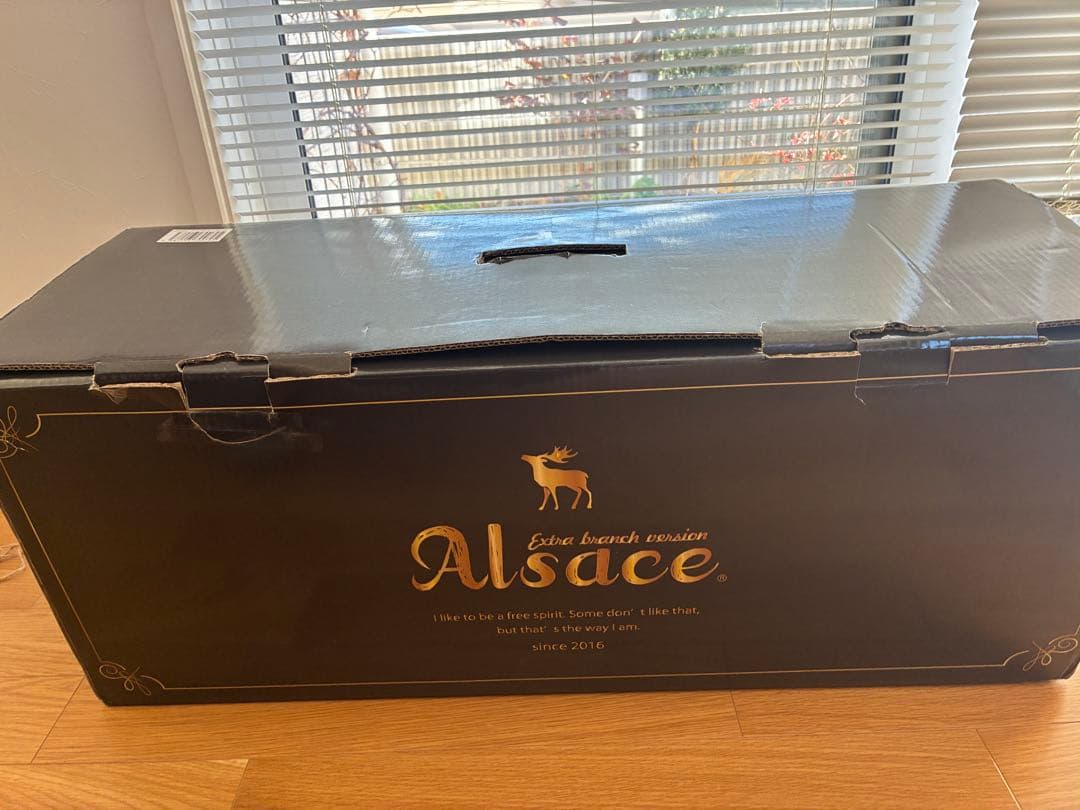 Extra branch version
Alsace®
I like to be a free spirit. Some don' t like that,
but that' s the way I am.
since 2016